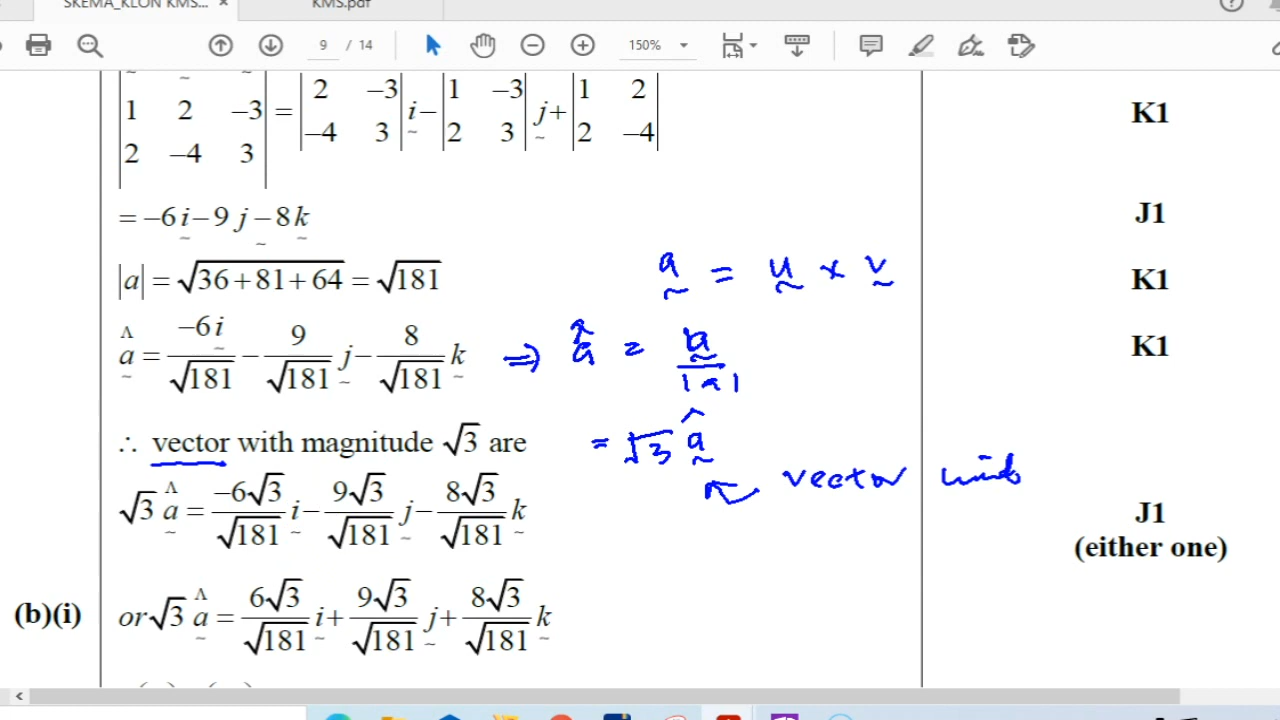 SKEMA_KLON KMS... ×
KMS.pdf
9 / 14 150%
|1 2 −3; 2 −4 3| = |2 −3; −4 3| i − |1 −3; 2 3| j + |1 2; 2 −4|
K1
= −6i − 9j − 8k
J1
|a| = √(36+81+64) = √181
a = u × v
K1
â = −6i/√181 − 9/√181 j − 8/√181 k
⇒ â = a/|a|
K1
∴ vector with magnitude √3 are
= √3 â
vector unit
√3 â = −6√3/√181 i − 9√3/√181 j − 8√3/√181 k
J1
(either one)
(b)(i)
or √3 â = 6√3/√181 i + 9√3/√181 j + 8√3/√181 k